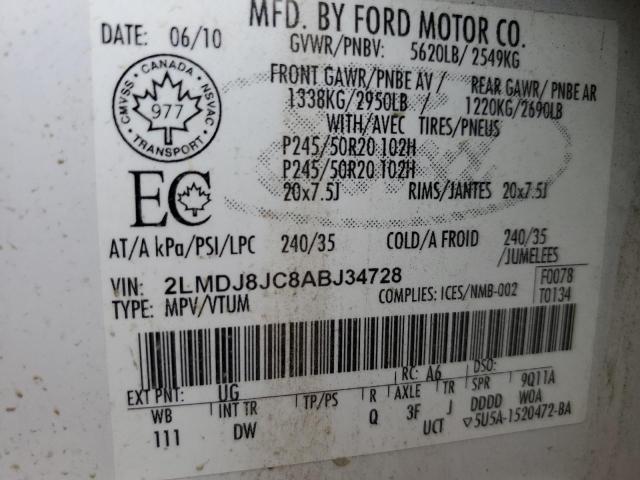 MFD. BY FORD MOTOR CO.
DATE: 06/10
GVWR/PNBV: 5620LB/ 2549KG
FRONT GAWR/PNBE AV / REAR GAWR/ PNBE AR
1338KG/2950LB / 1220KG/2690LB
WITH/AVEC TIRES/PNEUS
P245/50R20 102H
P245/50R20 102H
20x7.5J RIMS/JANTES 20x7.5J
CANADA
CMVSS
NSVAC
977
TRANSPORT
EC
AT/A kPa/PSI/LPC 240/35 COLD/A FROID 240/35
/JUMELEES
VIN: 2LMDJ8JC8ABJ34728
F0078
TYPE: MPV/VTUM COMPLIES: ICES/NMB-002
T0134
EXT PNT: UG RC: A6 DSO:
WB INT TR TP/PS R AXLE TR SPR 9Q11A
111 DW Q 3F J DDDD WOA
UCT ▽5U5A-1520472-BA